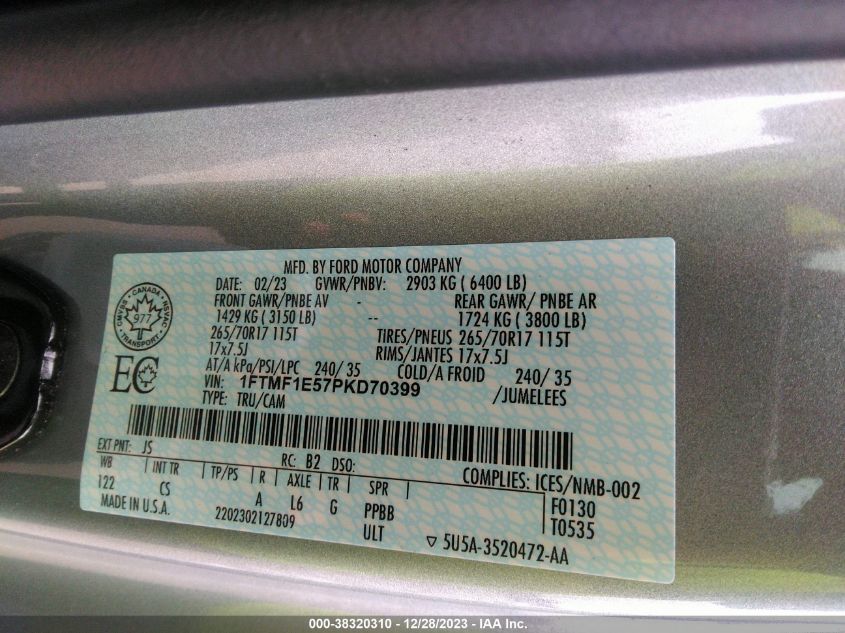 MFD. BY FORD MOTOR COMPANY
DATE: 02/23 GVWR/PNBV: 2903 KG ( 6400 LB)
FRONT GAWR/PNBE AV - REAR GAWR/ PNBE AR
1429 KG ( 3150 LB) -- 1724 KG ( 3800 LB)
265/70R17 115T TIRES/PNEUS 265/70R17 115T
17x7.5J RIMS/JANTES 17x7.5J
AT/A kPa/PSI/LPC 240/ 35 COLD/A FROID 240/ 35
VIN: 1FTMF1E57PKD70399 /JUMELEES
TYPE: TRU/CAM
CANADA
CMVSS NSVAC
977
TRANSPORT
EC
EXT PNT: JS RC: B2 DSO: COMPLIES: ICES/NMB-002
WB INT TR TP/PS R AXLE TR SPR F0130
122 CS A L6 G PPBB T0535
MADE IN U.S.A. 2202302127809 ULT
5U5A-3520472-AA
000-38320310 - 12/28/2023 - IAA Inc.